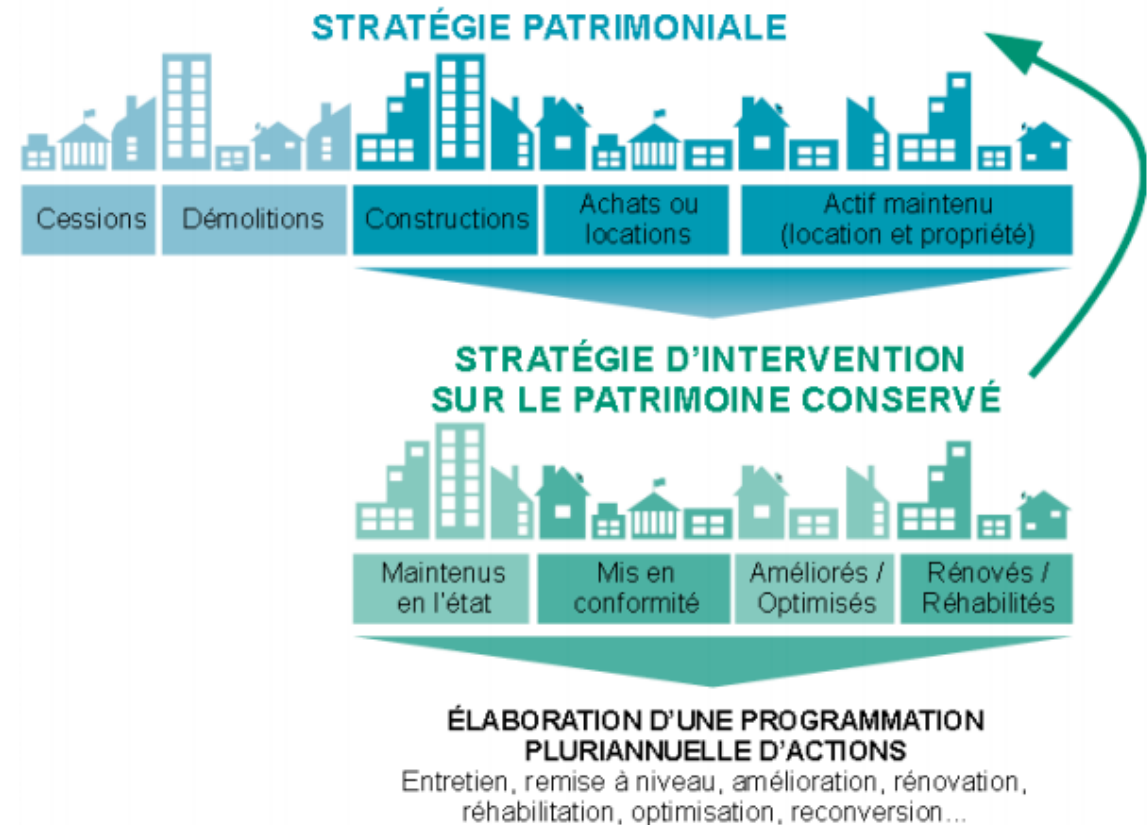 STRATÉGIE PATRIMONIALE
Cessions
Démolitions
Constructions
Achats ou
locations
Actif maintenu
(location et propriété)
STRATÉGIE D'INTERVENTION
SUR LE PATRIMOINE CONSERVÉ
Maintenus
en l'état
Mis en
conformité
Améliorés /
Optimisés
Rénovés /
Réhabilités
ÉLABORATION D'UNE PROGRAMMATION
PLURIANNUELLE D'ACTIONS
Entretien, remise à niveau, amélioration, rénovation,
réhabilitation, optimisation, reconversion...